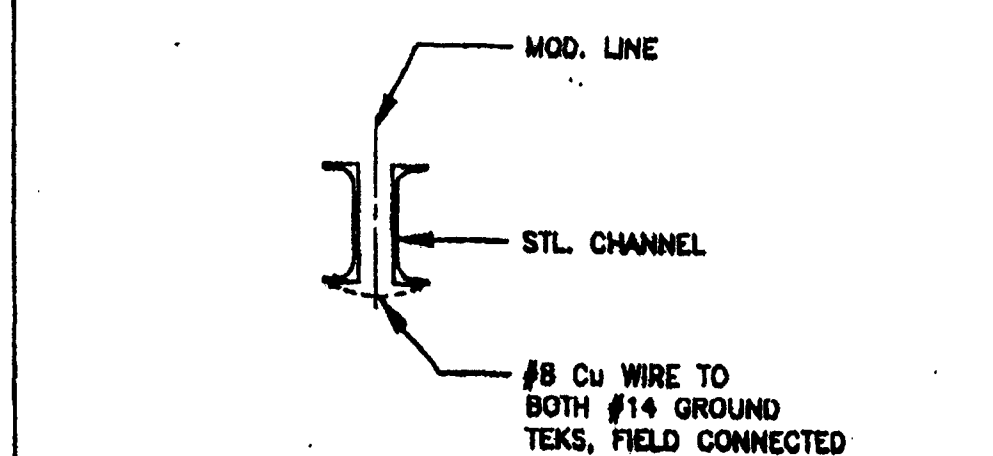 MOD. LINE
STL. CHANNEL
#8 Cu WIRE TO
BOTH #14 GROUND
TEKS, FIELD CONNECTED